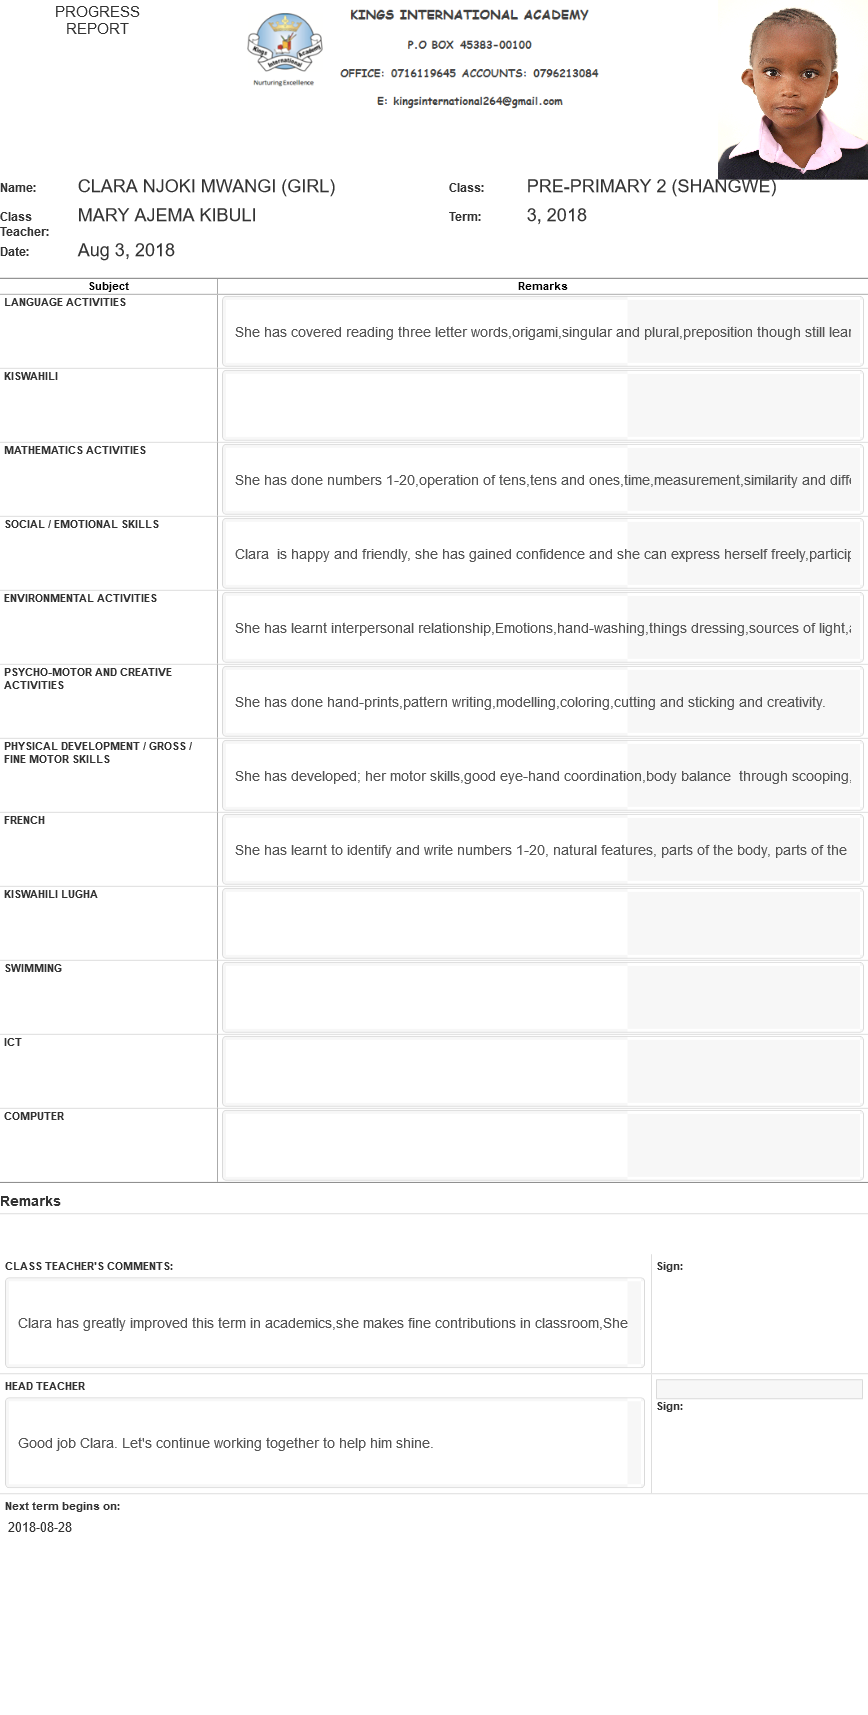 PROGRESS
REPORT
Kings International Academy
Nurturing Excellence
KINGS INTERNATIONAL ACADEMY
P.O BOX 45383-00100
OFFICE: 0716119645 ACCOUNTS: 0796213084
E: kingsinternational264@gmail.com
Name: CLARA NJOKI MWANGI (GIRL) Class: PRE-PRIMARY 2 (SHANGWE)
Class Teacher: MARY AJEMA KIBULI Term: 3, 2018
Date: Aug 3, 2018
Subject Remarks
LANGUAGE ACTIVITIES
She has covered reading three letter words,origami,singular and plural,preposition though still lear
KISWAHILI
MATHEMATICS ACTIVITIES
She has done numbers 1-20,operation of tens,tens and ones,time,measurement,similarity and diff
SOCIAL / EMOTIONAL SKILLS
Clara  is happy and friendly, she has gained confidence and she can express herself freely,particip
ENVIRONMENTAL ACTIVITIES
She has learnt interpersonal relationship,Emotions,hand-washing,things dressing,sources of light,
PSYCHO-MOTOR AND CREATIVE
ACTIVITIES
She has done hand-prints,pattern writing,modelling,coloring,cutting and sticking and creativity.
PHYSICAL DEVELOPMENT / GROSS /
FINE MOTOR SKILLS
She has developed; her motor skills,good eye-hand coordination,body balance  through scooping,
FRENCH
She has learnt to identify and write numbers 1-20, natural features, parts of the body, parts of the
KISWAHILI LUGHA
SWIMMING
ICT
COMPUTER
Remarks
CLASS TEACHER'S COMMENTS: Sign:
Clara has greatly improved this term in academics,she makes fine contributions in classroom,She
HEAD TEACHER
Sign:
Good job Clara. Let's continue working together to help him shine.
Next term begins on:
2018-08-28